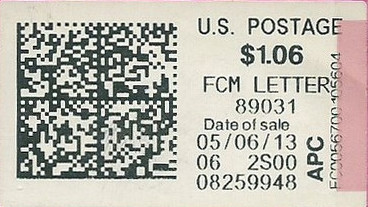 U.S. POSTAGE
$1.06
FCM LETTER
89031
Date of sale
05/06/13
06 2S00
08259948
APC